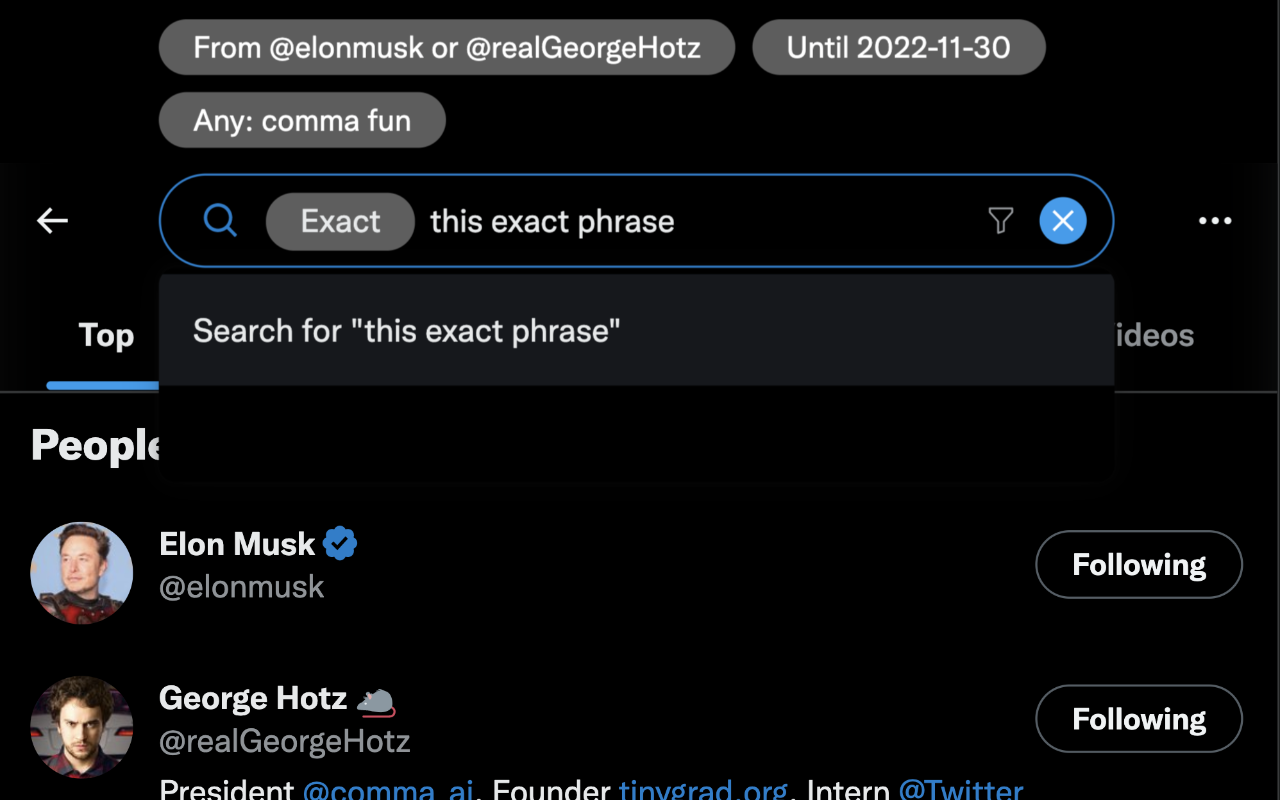 From @elonmusk or @realGeorgeHotz Until 2022-11-30
Any: comma fun
Exact this exact phrase
Search for "this exact phrase"
Top ideos
People
Elon Musk
@elonmusk
Following
George Hotz 🐀
@realGeorgeHotz
Following
President @comma_ai. Founder tinygrad.org. Intern @Twitter